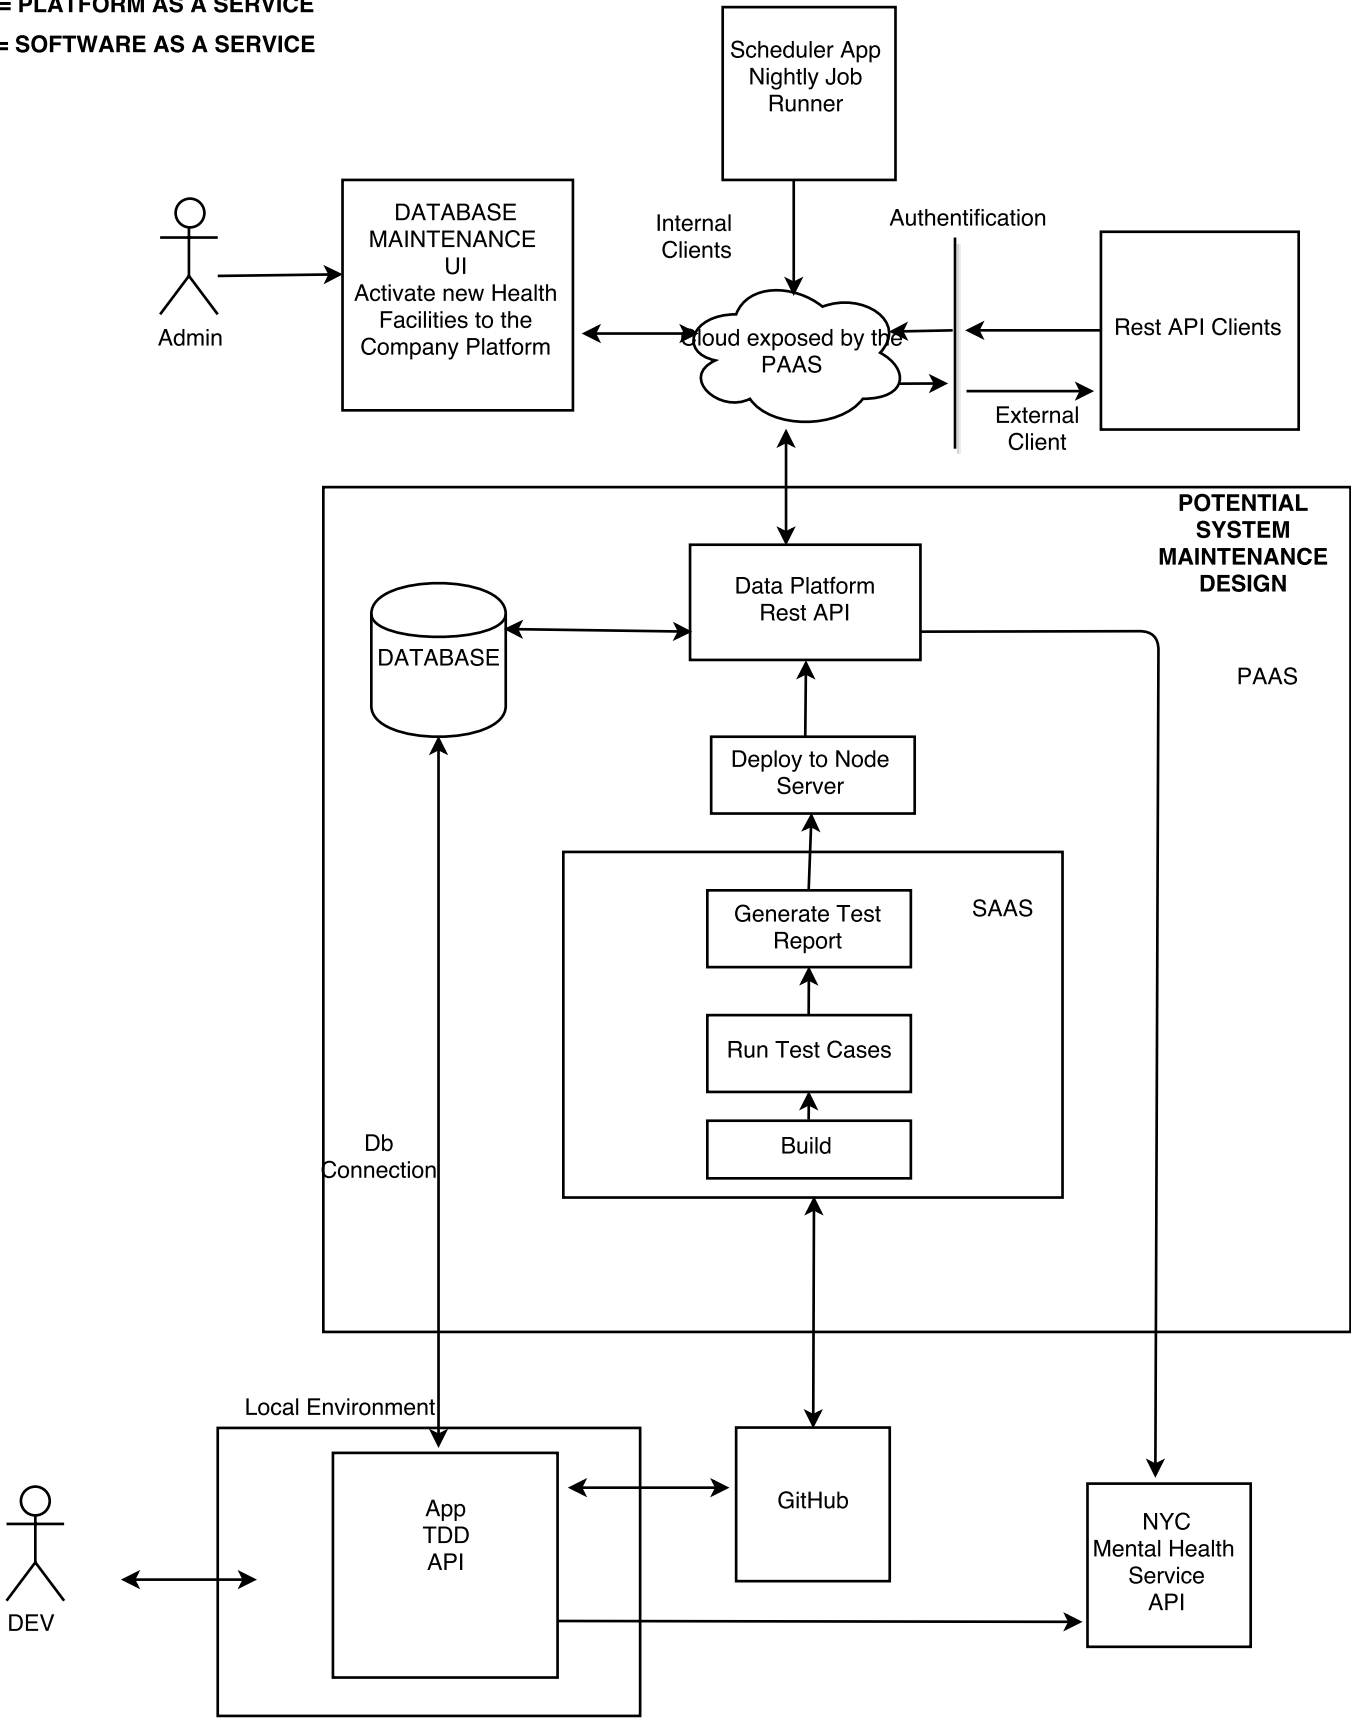 = PLATFORM AS A SERVICE
= SOFTWARE AS A SERVICE
Scheduler App
Nightly Job
Runner
DATABASE
MAINTENANCE
UI
Activate new Health
Facilities to the
Company Platform
Admin
Internal
Clients
Authentification
Cloud exposed by the
PAAS
Rest API Clients
External
Client
POTENTIAL
SYSTEM
MAINTENANCE
DESIGN
PAAS
Data Platform
Rest API
DATABASE
Deploy to Node
Server
SAAS
Generate Test
Report
Run Test Cases
Build
Db
Connection
Local Environment
App
TDD
API
GitHub
NYC
Mental Health
Service
API
DEV